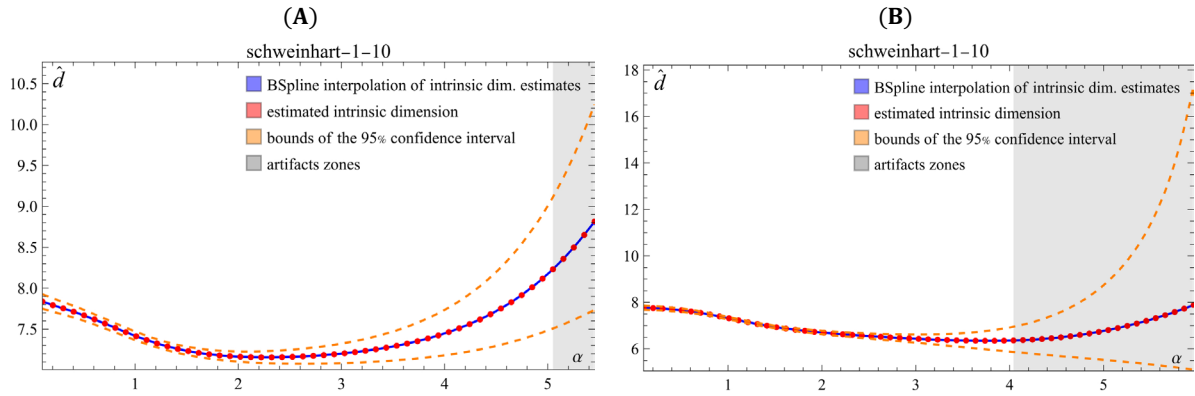 (A)
schweinhart−1−10
d̂
BSpline interpolation of intrinsic dim. estimates
estimated intrinsic dimension
bounds of the 95% confidence interval
artifacts zones
10.5
10.0
9.5
9.0
8.5
8.0
7.5
α
1 2 3 4 5
(B)
schweinhart−1−10
d̂
BSpline interpolation of intrinsic dim. estimates
estimated intrinsic dimension
bounds of the 95% confidence interval
artifacts zones
18
16
14
12
10
8
6
α
1 2 3 4 5